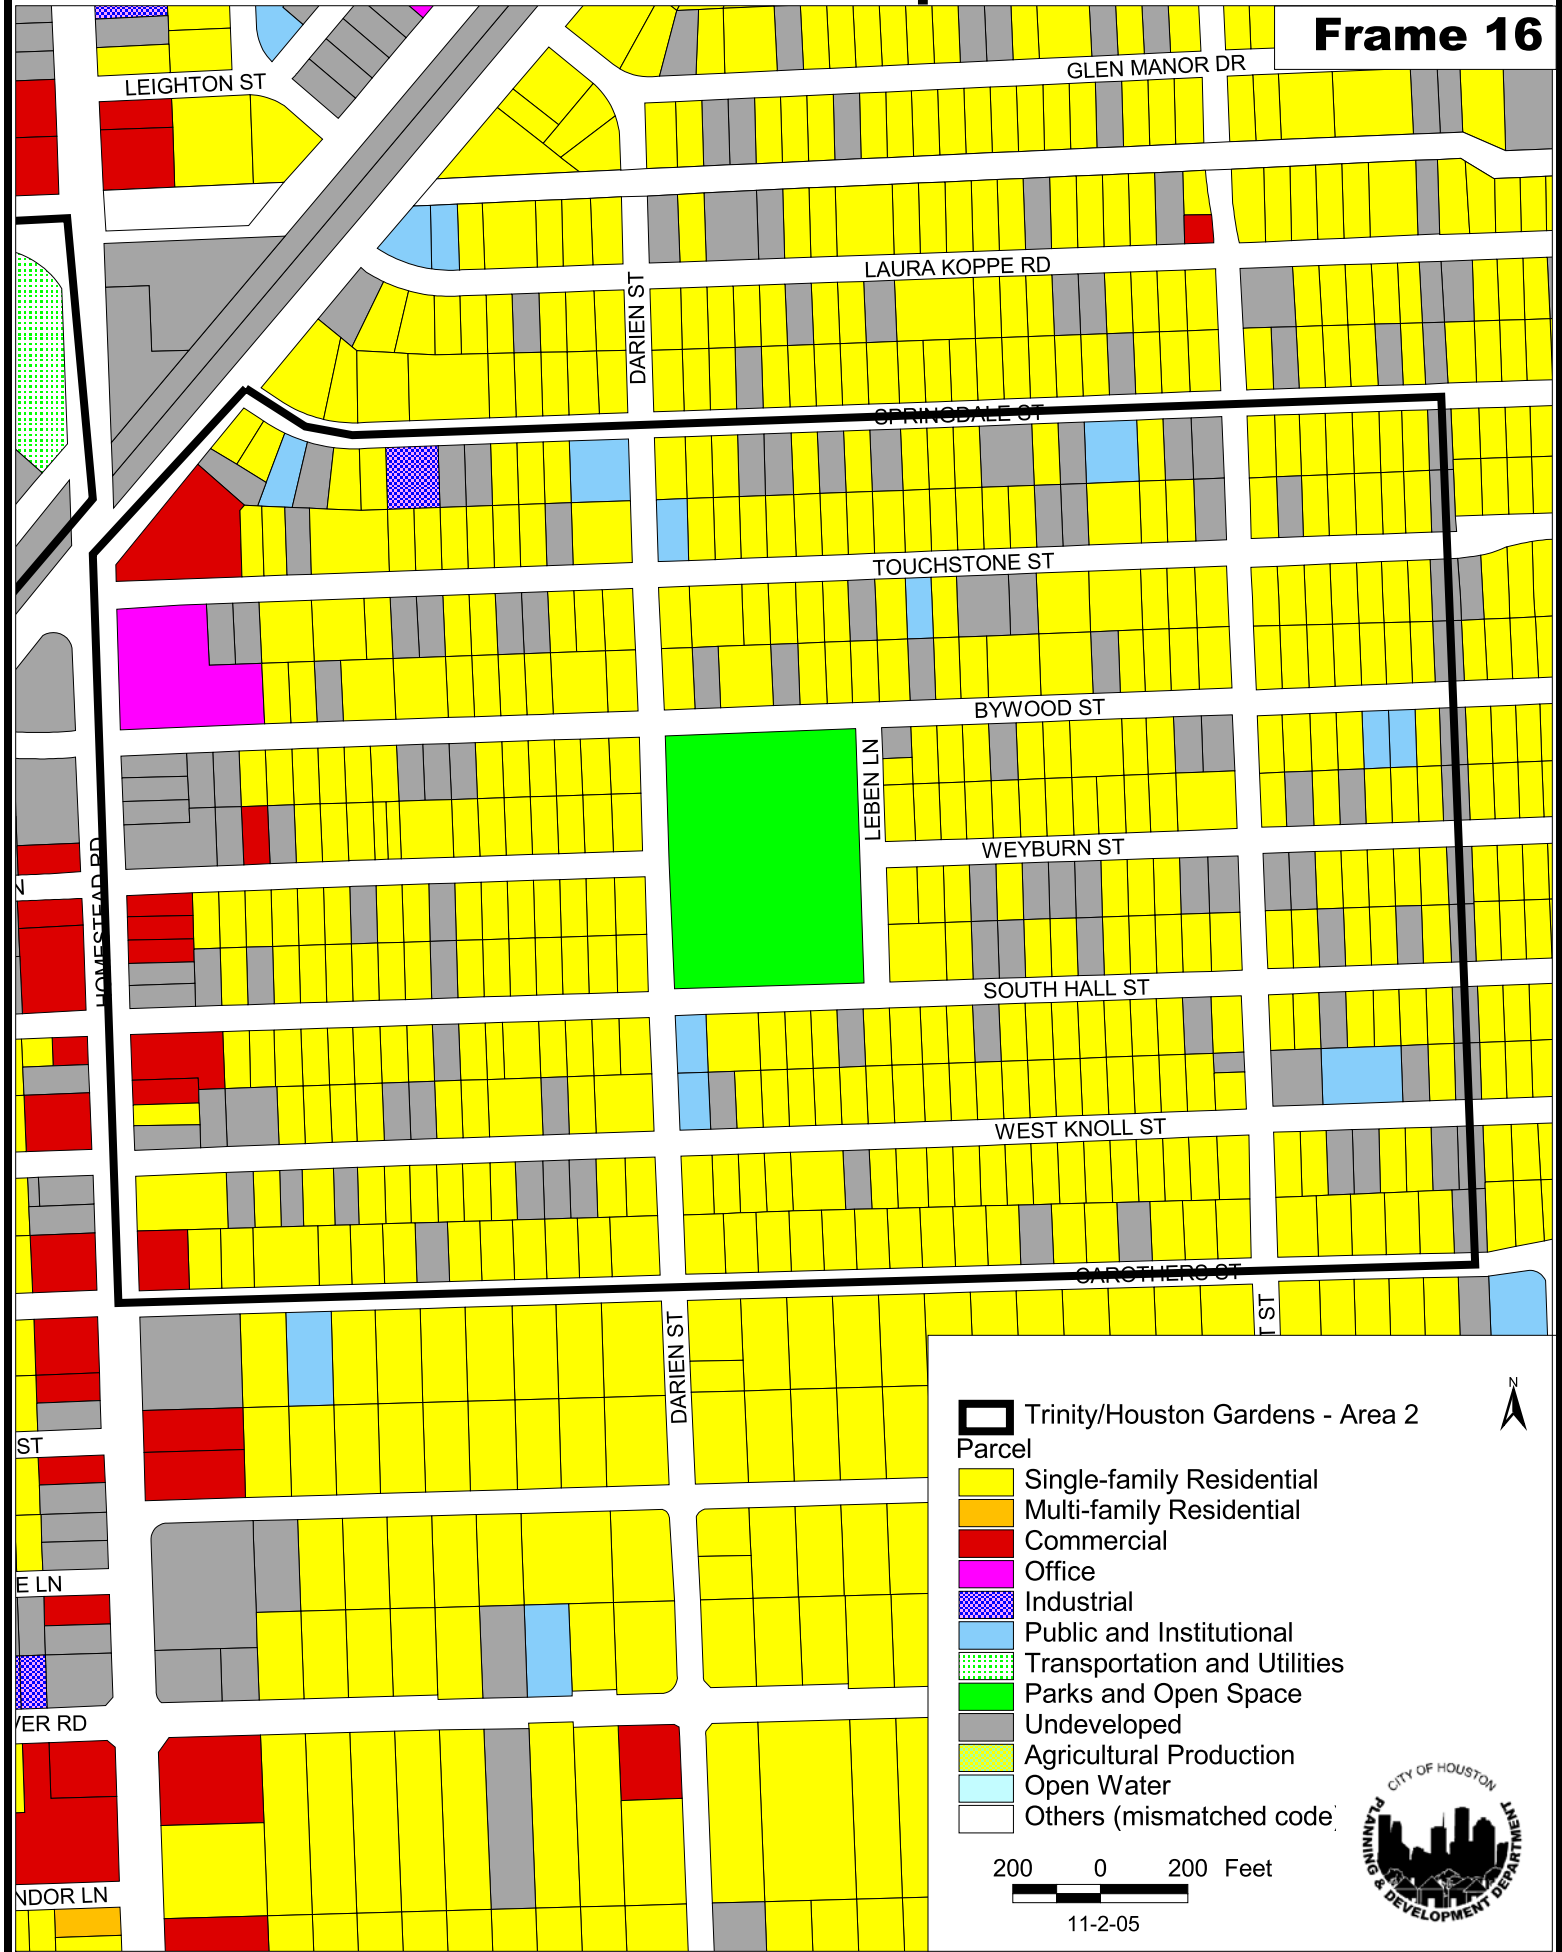 Frame 16
GLEN MANOR DR
LEIGHTON ST
LAURA KOPPE RD
DARIEN ST
SPRINGDALE ST
TOUCHSTONE ST
BYWOOD ST
LEBEN LN
WEYBURN ST
HOMESTEAD RD
N
SOUTH HALL ST
WEST KNOLL ST
CAROTHERS ST
DARIEN ST
T ST
ST
E LN
VER RD
NDOR LN
N
Trinity/Houston Gardens - Area 2
Parcel
Single-family Residential
Multi-family Residential
Commercial
Office
Industrial
Public and Institutional
Transportation and Utilities
Parks and Open Space
Undeveloped
Agricultural Production
Open Water
Others (mismatched code)
200 0 200 Feet
11-2-05
CITY OF HOUSTON
PLANNING & DEVELOPMENT DEPARTMENT